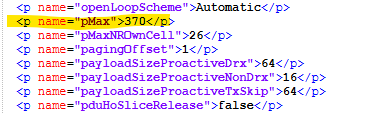 <p name="openLoopScheme">Automatic</p>
<p name="pMax">370</p>
<p name="pMaxNROwnCell">26</p>
<p name="pagingOffset">1</p>
<p name="payloadSizeProactiveDrx">64</p>
<p name="payloadSizeProactiveNonDrx">16</p>
<p name="payloadSizeProactiveTxSkip">64</p>
<p name="pduHoSliceRelease">false</p>